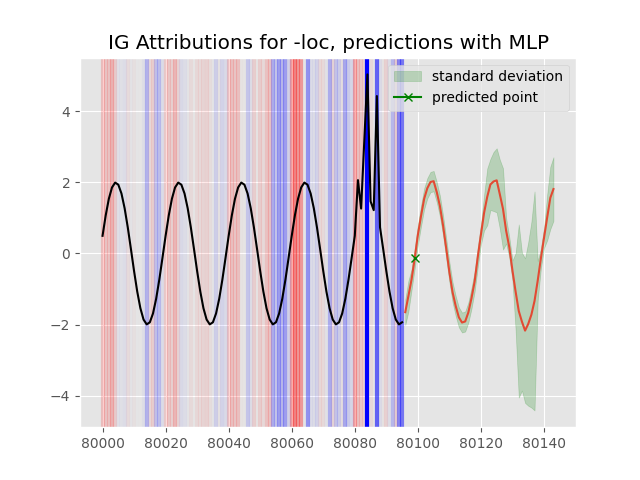 IG Attributions for -loc, predictions with MLP
standard deviation
predicted point
4
2
0
−2
−4
80000 80020 80040 80060 80080 80100 80120 80140